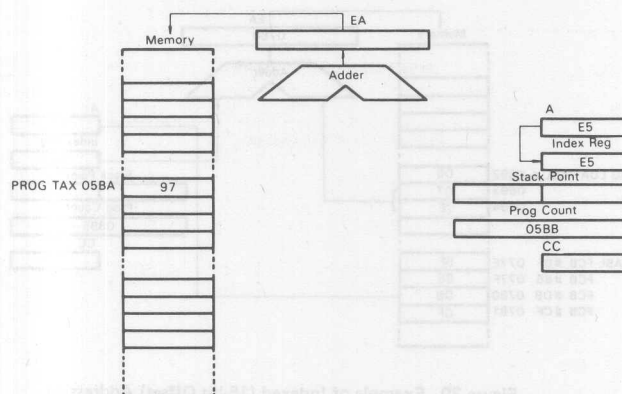 EA
Memory
Adder
A
E5
Index Reg
E5
Stack Point
PROG TAX 05BA 97
Prog Count
05BB
CC